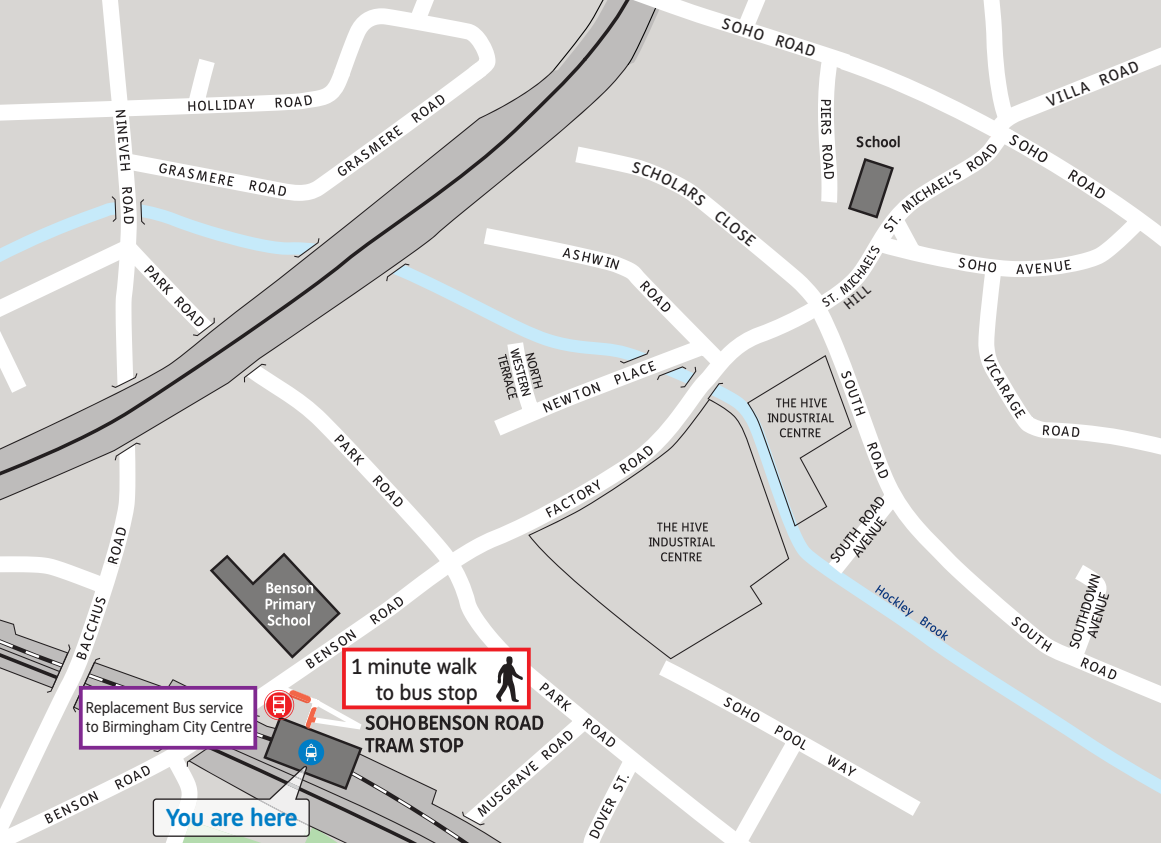 SOHO ROAD
VILLA ROAD
HOLLIDAY ROAD
NINEVEH ROAD
PIERS ROAD
GRASMERE ROAD
GRASMERE ROAD
School
SOHO ROAD
ST. MICHAEL'S ROAD
SCHOLARS CLOSE
ASHWIN ROAD
SOHO AVENUE
ST. MICHAEL'S
HILL
PARK ROAD
NORTH
WESTERN
TERRACE
NEWTON PLACE
THE HIVE
INDUSTRIAL
CENTRE
SOUTH ROAD
VICARAGE ROAD
PARK ROAD
FACTORY ROAD
THE HIVE
INDUSTRIAL
CENTRE
SOUTH ROAD
AVENUE
BACCHUS ROAD
Benson
Primary
School
BENSON ROAD
Hockley Brook
SOUTHDOWN
AVENUE
SOUTH ROAD
1 minute walk
to bus stop
Replacement Bus service
to Birmingham City Centre
SOHO BENSON ROAD
TRAM STOP
PARK ROAD
SOHO POOL WAY
MUSGRAVE ROAD
DOVER ST.
BENSON ROAD
You are here